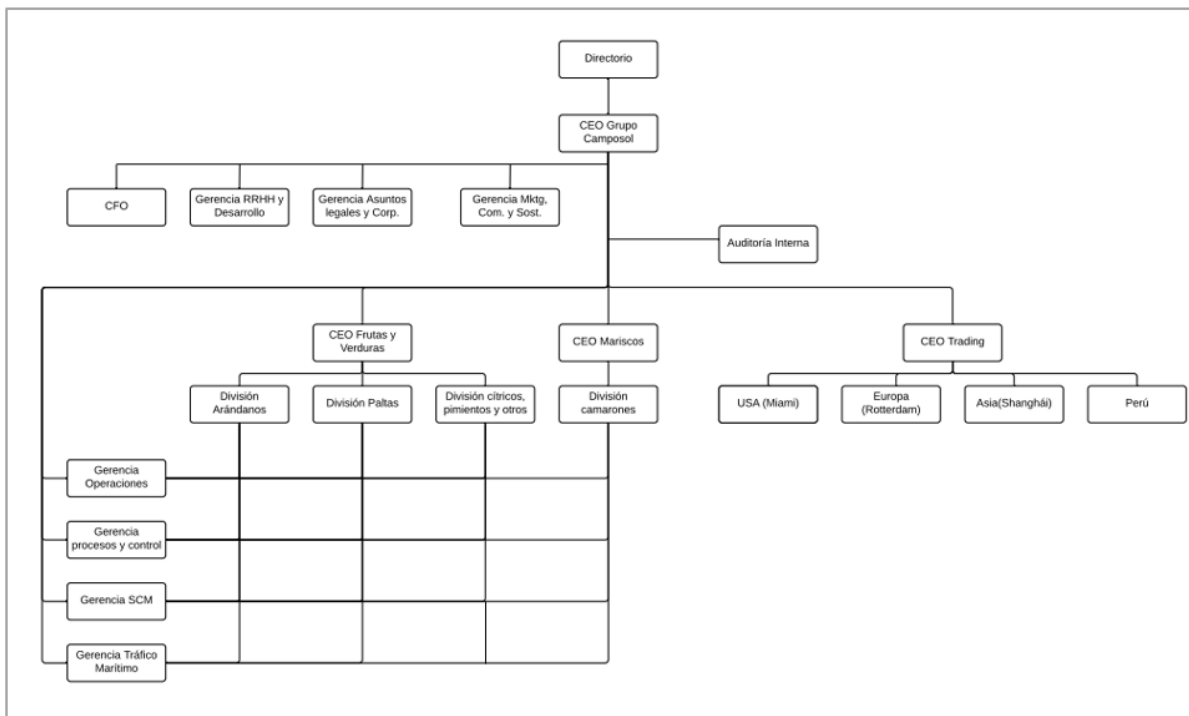 Directorio
CEO Grupo
Camposol
CFO
Gerencia RRHH y
Desarrollo
Gerencia Asuntos
legales y Corp.
Gerencia Mktg,
Com. y Sost.
Auditoría Interna
CEO Frutas y
Verduras
CEO Mariscos
CEO Trading
División
Arándanos
División Paltas
División cítricos,
pimientos y otros
División
camarones
USA (Miami)
Europa
(Rotterdam)
Asia(Shanghái)
Perú
Gerencia
Operaciones
Gerencia
procesos y control
Gerencia SCM
Gerencia Tráfico
Marítimo